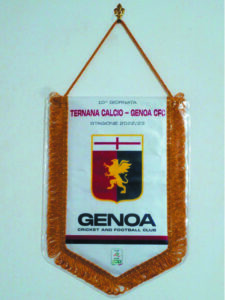 10ª GIORNATA
TERNANA CALCIO - GENOA CFC
STAGIONE 2022/23
GENOA
CRICKET AND FOOTBALL CLUB